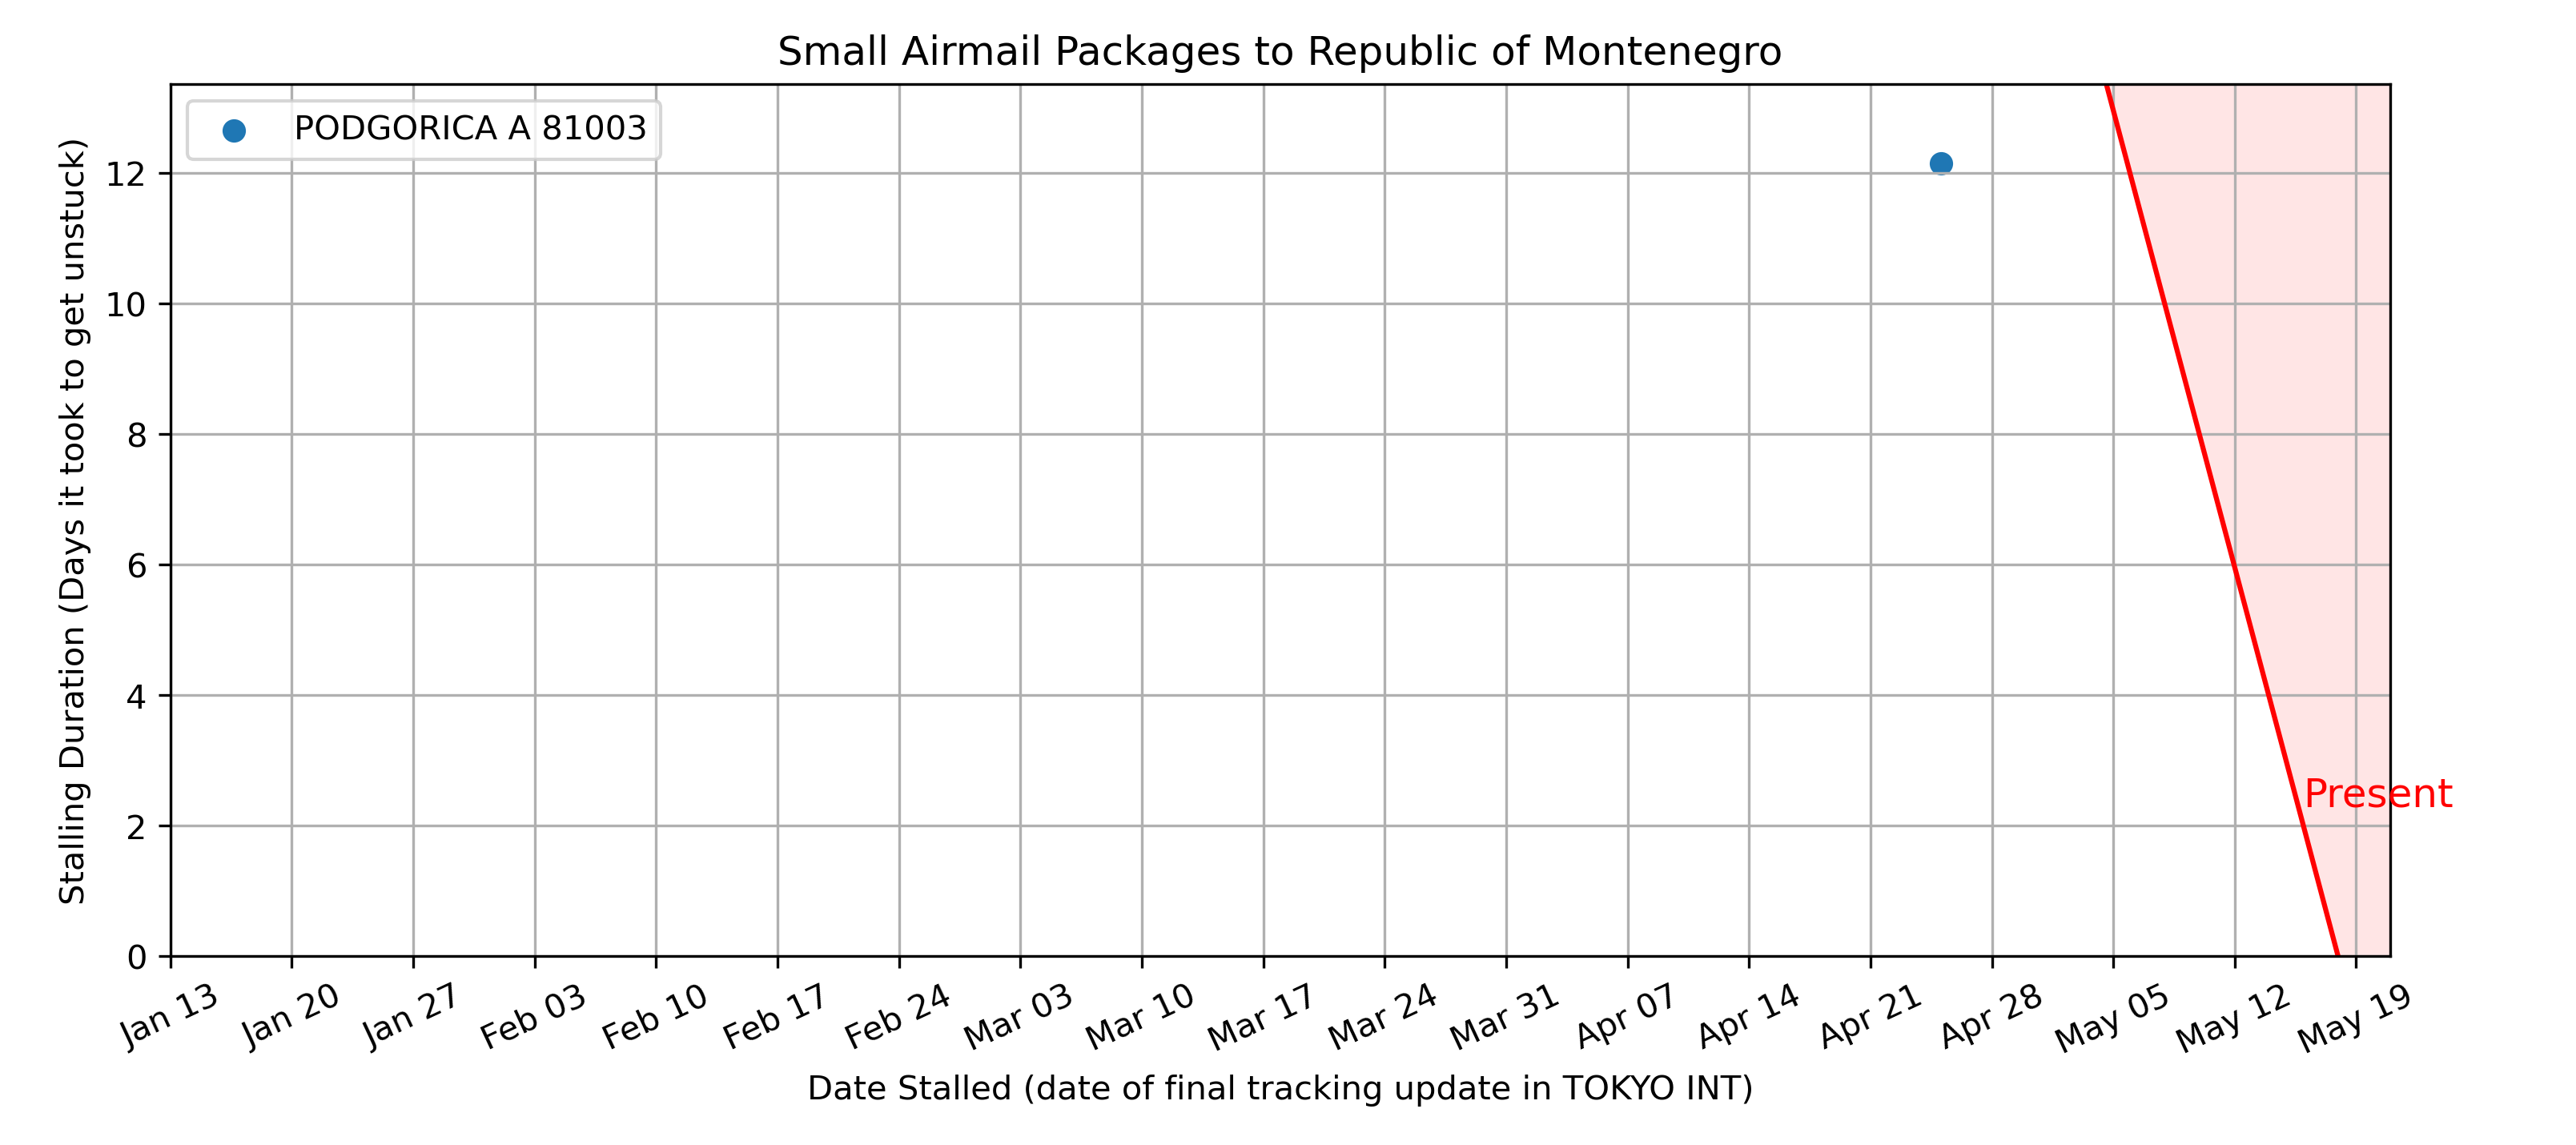 Small Airmail Packages to Republic of Montenegro
PODGORICA A 81003
Stalling Duration (Days it took to get unstuck)
12
10
8
6
4
2
0
Present
Jan 13
Jan 20
Jan 27
Feb 03
Feb 10
Feb 17
Feb 24
Mar 03
Mar 10
Mar 17
Mar 24
Mar 31
Apr 07
Apr 14
Apr 21
Apr 28
May 05
May 12
May 19
Date Stalled (date of final tracking update in TOKYO INT)